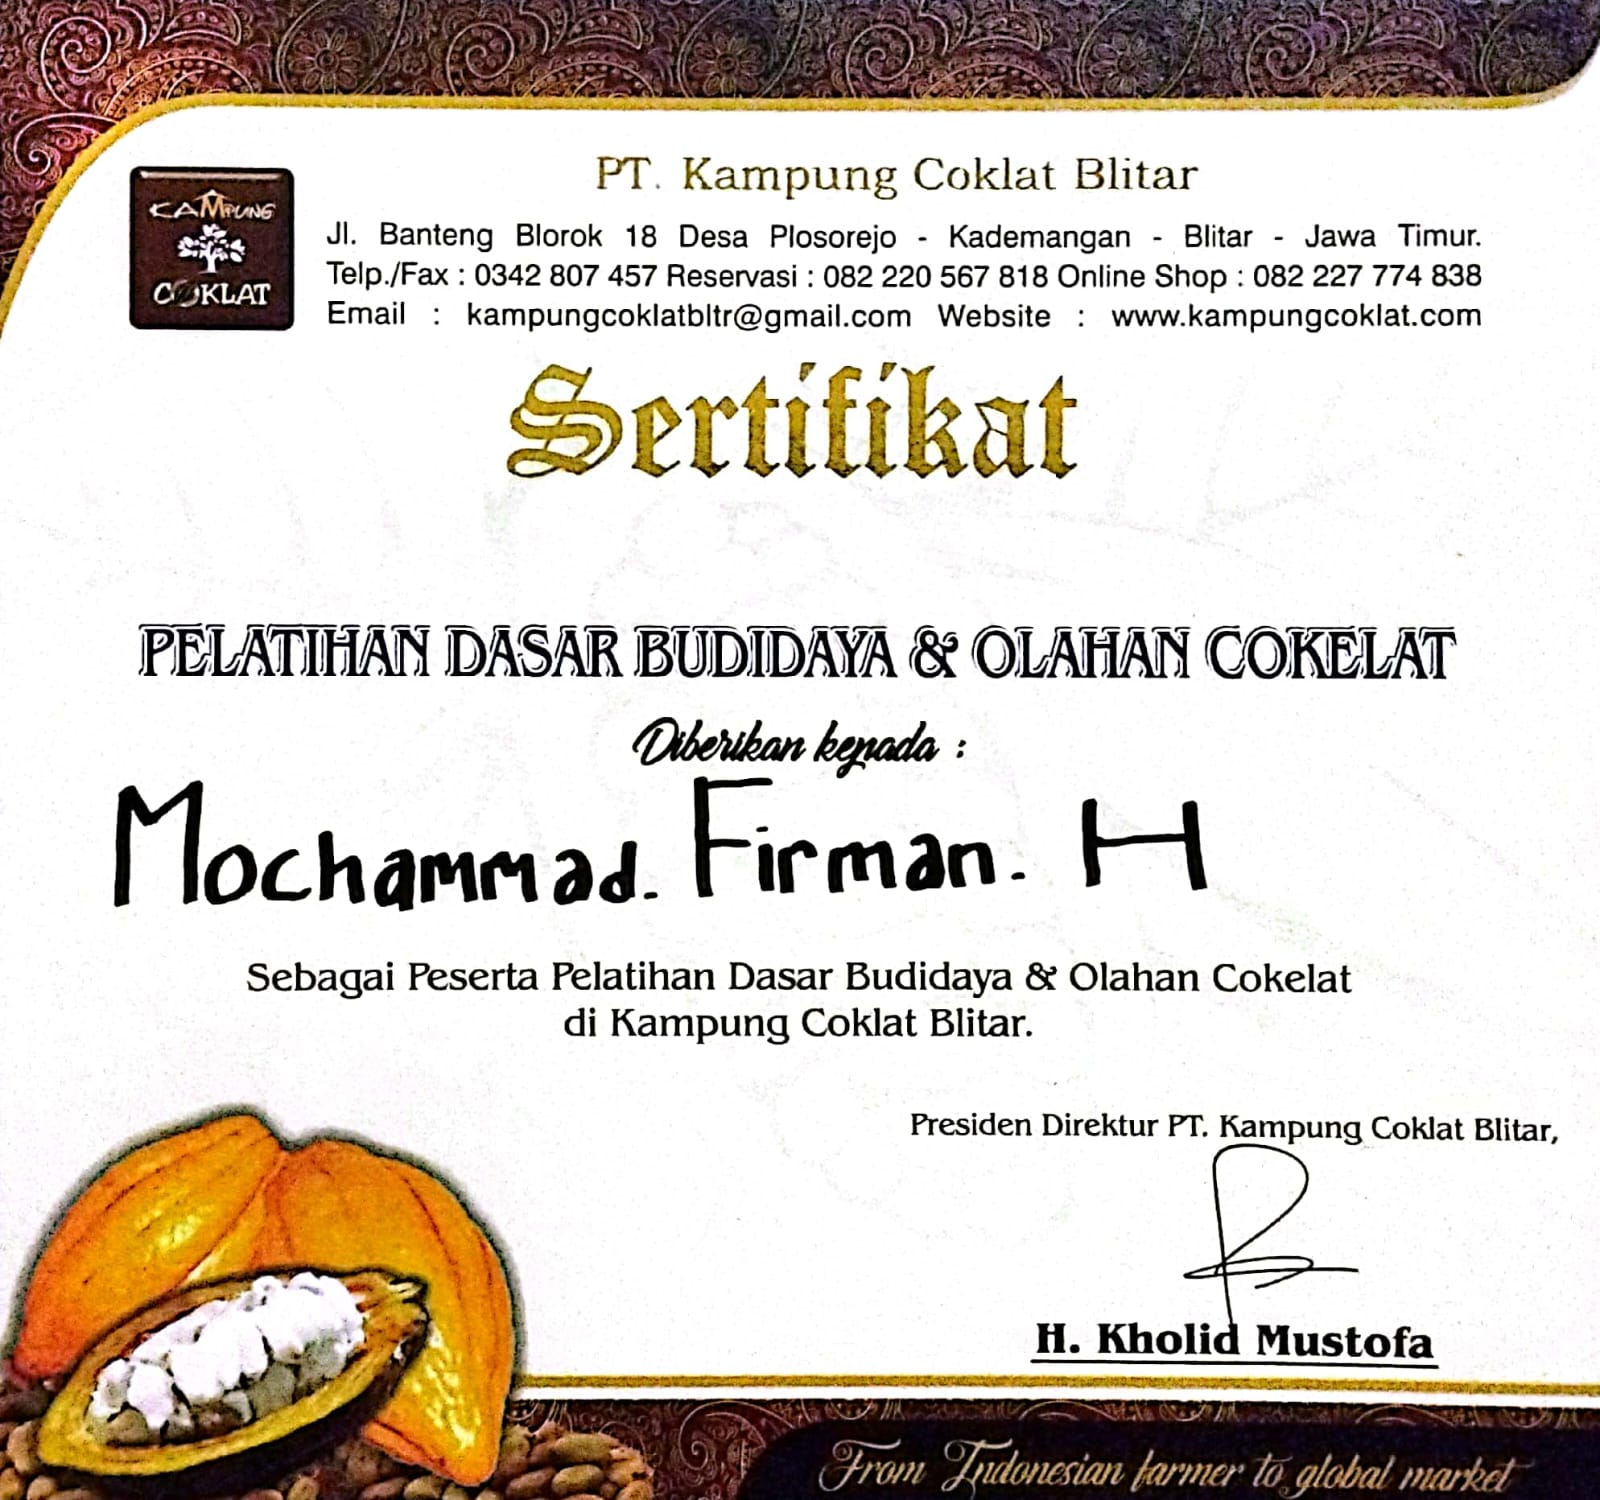 KAMPUNG
COKLAT
PT. Kampung Coklat Blitar
Jl. Banteng Blorok 18 Desa Plosorejo - Kademangan - Blitar - Jawa Timur.
Telp./Fax : 0342 807 457 Reservasi : 082 220 567 818 Online Shop : 082 227 774 838
Email : kampungcoklatbltr@gmail.com Website : www.kampungcoklat.com
Sertifikat
PELATIHAN DASAR BUDIDAYA & OLAHAN COKELAT
Diberikan kepada :
Mochammad. Firman. H
Sebagai Peserta Pelatihan Dasar Budidaya & Olahan Cokelat
di Kampung Coklat Blitar.
Presiden Direktur PT. Kampung Coklat Blitar,
H. Kholid Mustofa
From Indonesian farmer to global market